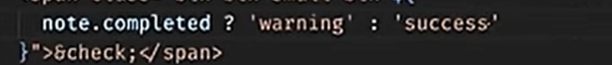 note.completed ? 'warning' : 'success'
}">&check;</span>